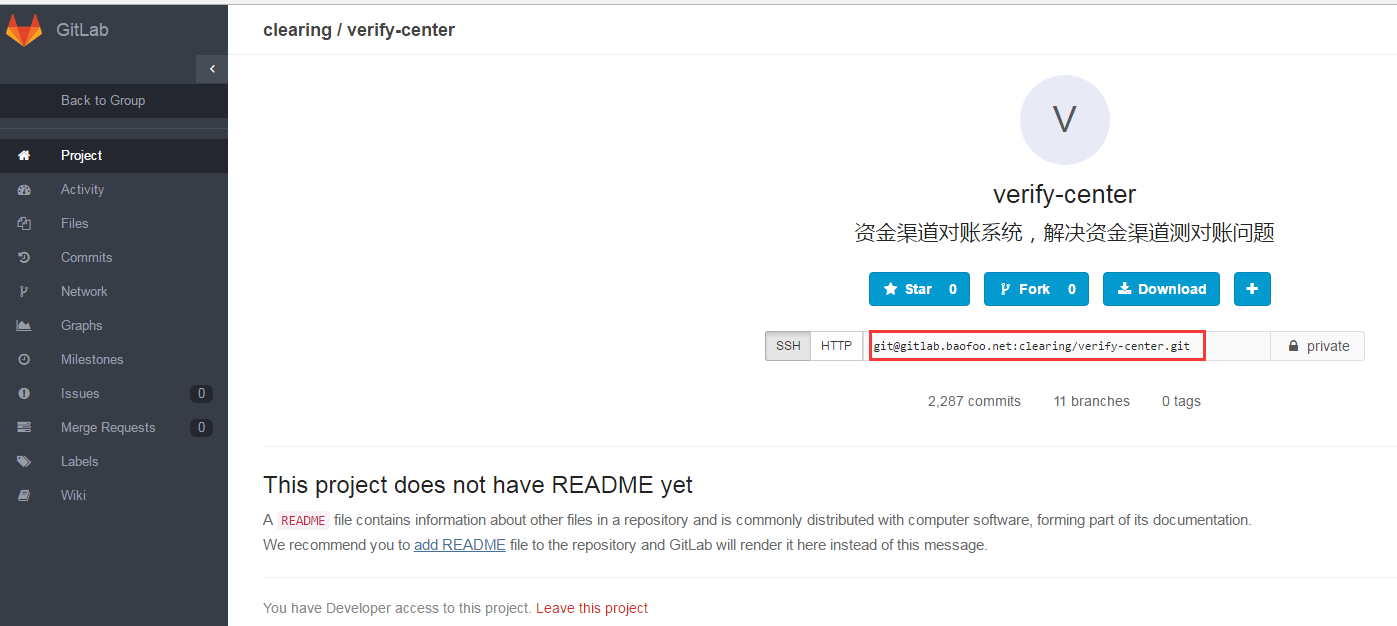 GitLab
Back to Group
Project
Activity
Files
Commits
Network
Graphs
Milestones
Issues 0
Merge Requests 0
Labels
Wiki
clearing / verify-center
V
verify-center
资金渠道对账系统，解决资金渠道测对账问题
Star 0 Fork 0 Download +
SSH HTTP git@gitlab.baofoo.net:clearing/verify-center.git private
2,287 commits 11 branches 0 tags
This project does not have README yet
A README file contains information about other files in a repository and is commonly distributed with computer software, forming part of its documentation.
We recommend you to add README file to the repository and GitLab will render it here instead of this message.
You have Developer access to this project. Leave this project